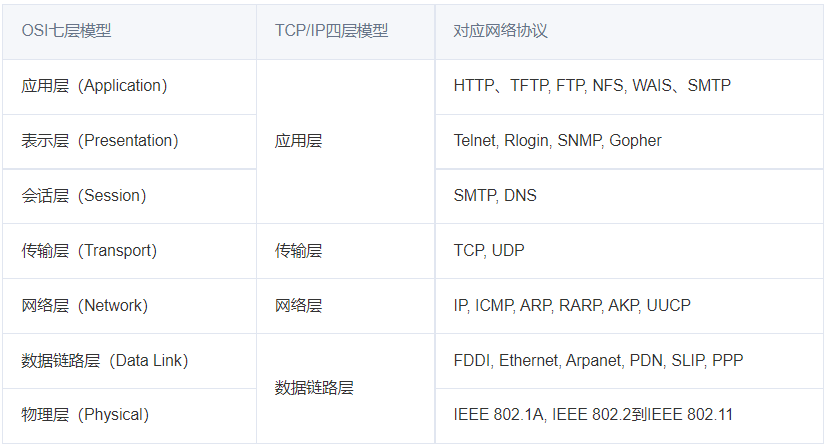 OSI七层模型 TCP/IP四层模型 对应网络协议
应用层（Application） HTTP、TFTP, FTP, NFS, WAIS、SMTP
表示层（Presentation） 应用层 Telnet, Rlogin, SNMP, Gopher
会话层（Session） SMTP, DNS
传输层（Transport） 传输层 TCP, UDP
网络层（Network） 网络层 IP, ICMP, ARP, RARP, AKP, UUCP
数据链路层（Data Link） FDDI, Ethernet, Arpanet, PDN, SLIP, PPP
数据链路层
物理层（Physical） IEEE 802.1A, IEEE 802.2到IEEE 802.11